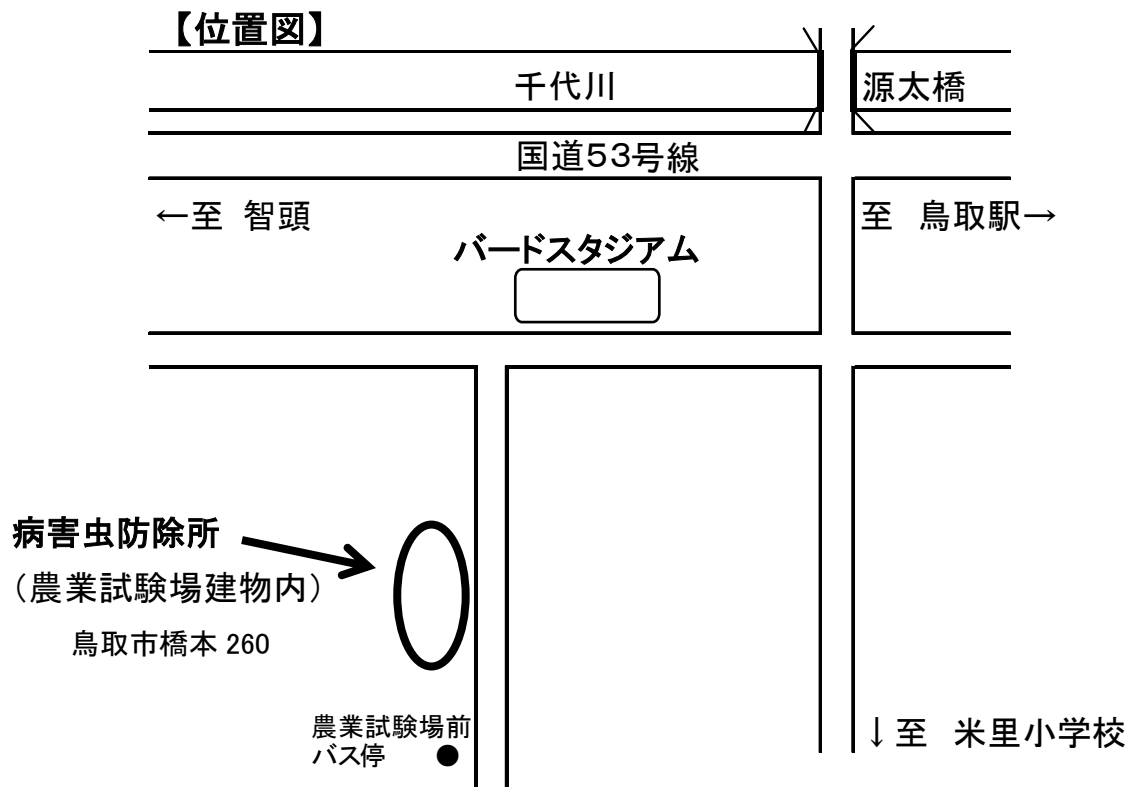 【位置図】
千代川
源太橋
国道53号線
←至 智頭
至 鳥取駅→
バードスタジアム
病害虫防除所
（農業試験場建物内）
鳥取市橋本 260
農業試験場前
バス停
↓至 米里小学校